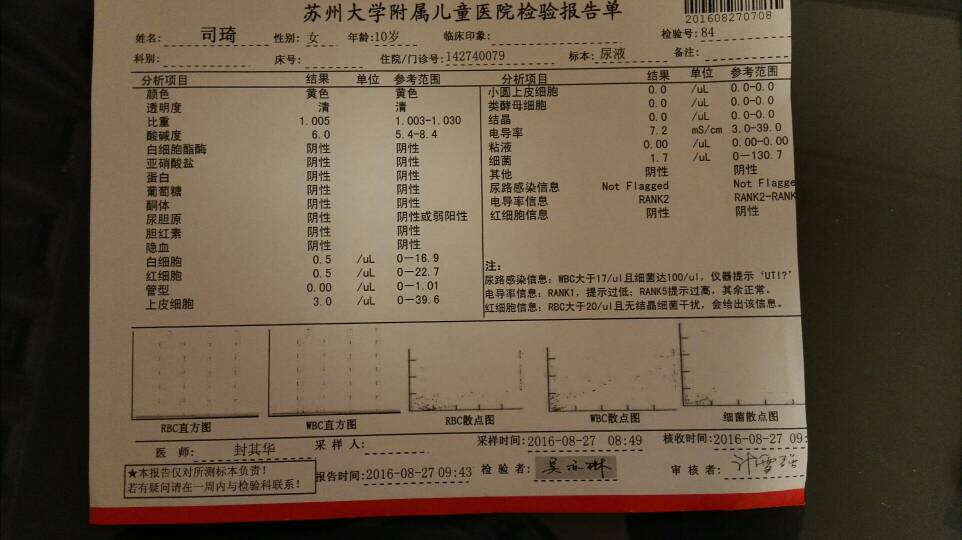 苏州大学附属儿童医院检验报告单
201608270708
姓名: 司琦 性别: 女 年龄:10岁 临床印象: 检验号: 84
科别: 床号: 住院/门诊号: 142740079 标本: 尿液 备注:
分析项目 结果 单位 参考范围
颜色 黄色 黄色
透明度 清 清
比重 1.005 1.003-1.030
酸碱度 6.0 5.4-8.4
白细胞酯酶 阴性 阴性
亚硝酸盐 阴性 阴性
蛋白 阴性 阴性
葡萄糖 阴性 阴性
酮体 阴性 阴性
尿胆原 阴性 阴性或弱阳性
胆红素 阴性 阴性
隐血 阴性 阴性
白细胞 0.5 /uL 0—16.9
红细胞 0.5 /uL 0—22.7
管型 0.00 /uL 0—1.01
上皮细胞 3.0 /uL 0—39.6
分析项目 结果 单位 参考范围
小圆上皮细胞 0.0 /uL 0.0-0.0
类酵母细胞 0.0 /uL 0.0-0.0
结晶 0.0 /uL 0.0-0.0
电导率 7.2 mS/cm 3.0-39.0
粘液 0.00 /uL 0.00-0.00
细菌 1.7 /uL 0—130.7
其他 阴性 阴性
尿路感染信息 Not Flagged Not Flagge
电导率信息 RANK2 RANK2-RANK
红细胞信息 阴性 阴性
注:
尿路感染信息: WBC大于17/ul且细菌达100/ul, 仪器提示‘UTI?’
电导率信息: RANK1, 提示过低; RANK5提示过高, 其余正常。
红细胞信息: RBC大于20/ul且无结晶细菌干扰, 会给出该信息。
RBC直方图 WBC直方图 RBC散点图 WBC散点图 细菌散点图
医 师: 封其华 采 样 人: 采样时间:2016-08-27 08:49 核收时间:2016-08-27 09:
★本报告仅对所测标本负责!
若有疑问请在一周内与检验科联系!
报告时间:2016-08-27 09:43 检 验 者: 审 核 者: